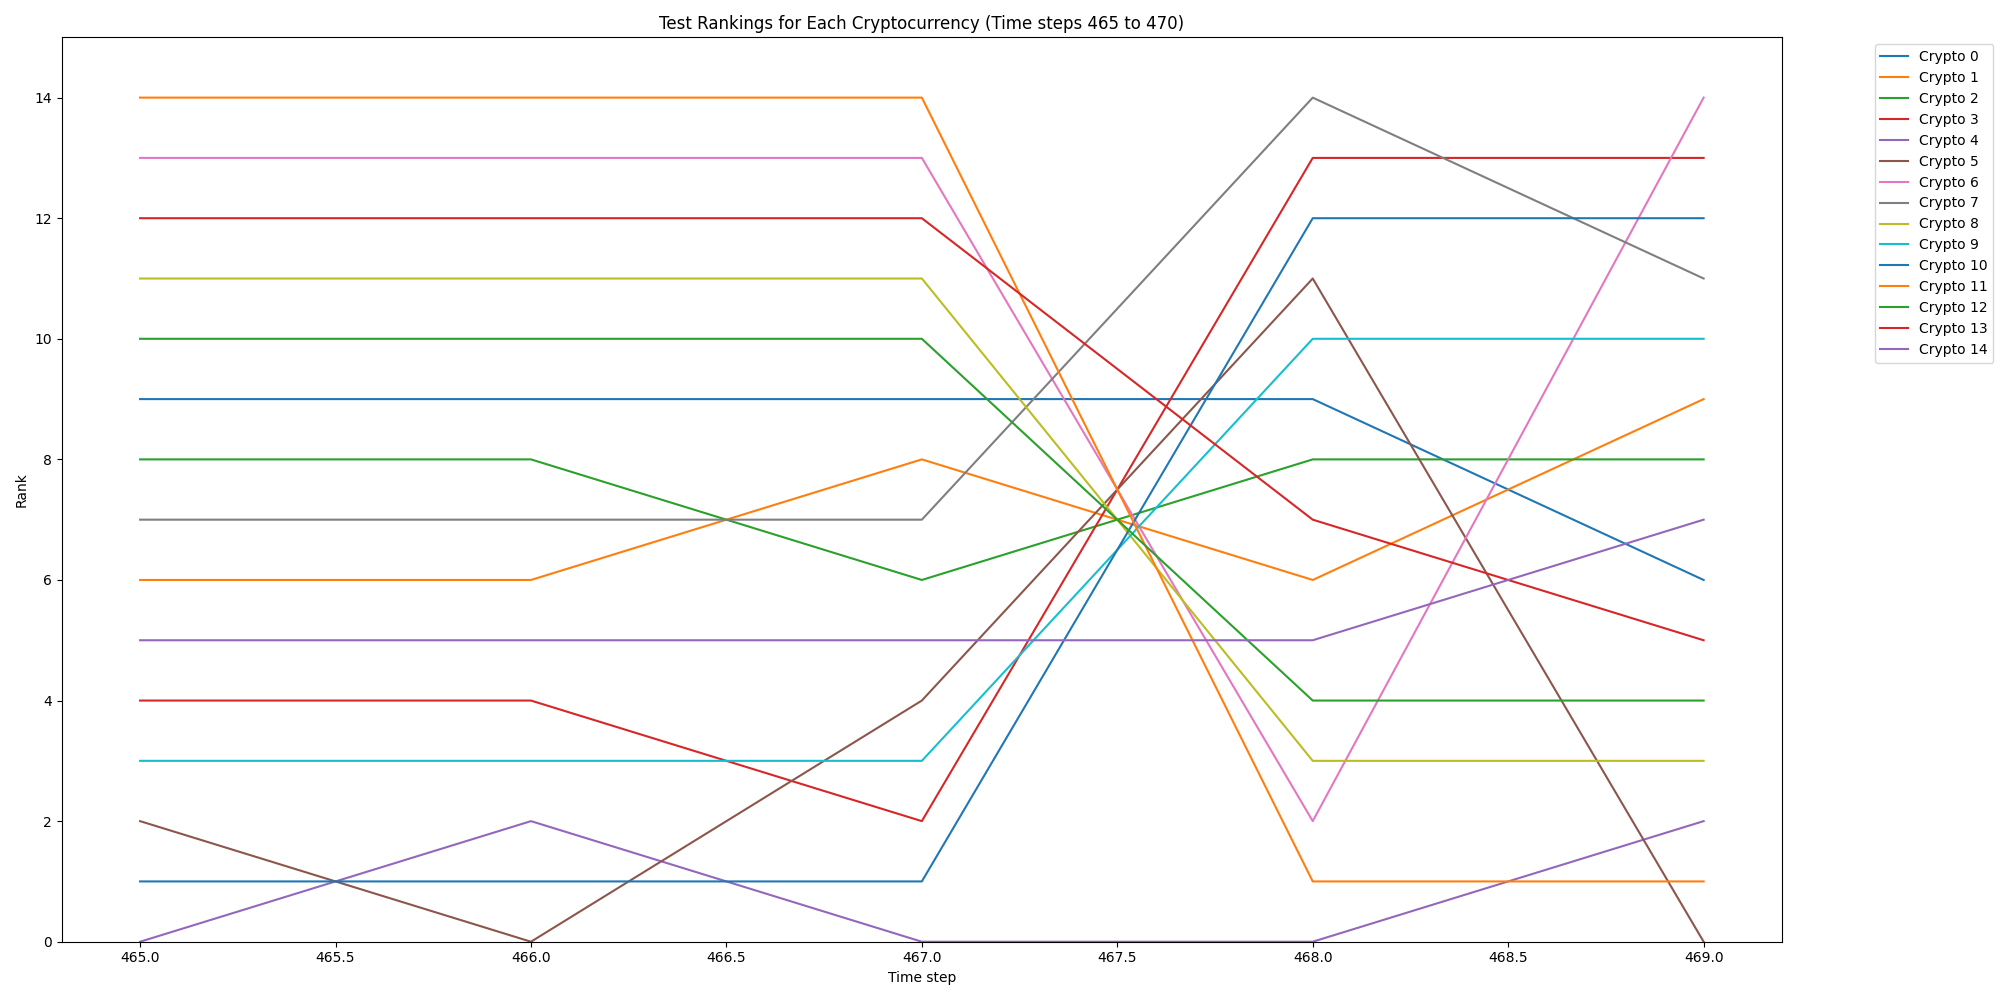 Test Rankings for Each Cryptocurrency (Time steps 465 to 470)
Rank
14
12
10
8
6
4
2
0
465.0 465.5 466.0 466.5 467.0 467.5 468.0 468.5 469.0
Time step
Crypto 0
Crypto 1
Crypto 2
Crypto 3
Crypto 4
Crypto 5
Crypto 6
Crypto 7
Crypto 8
Crypto 9
Crypto 10
Crypto 11
Crypto 12
Crypto 13
Crypto 14